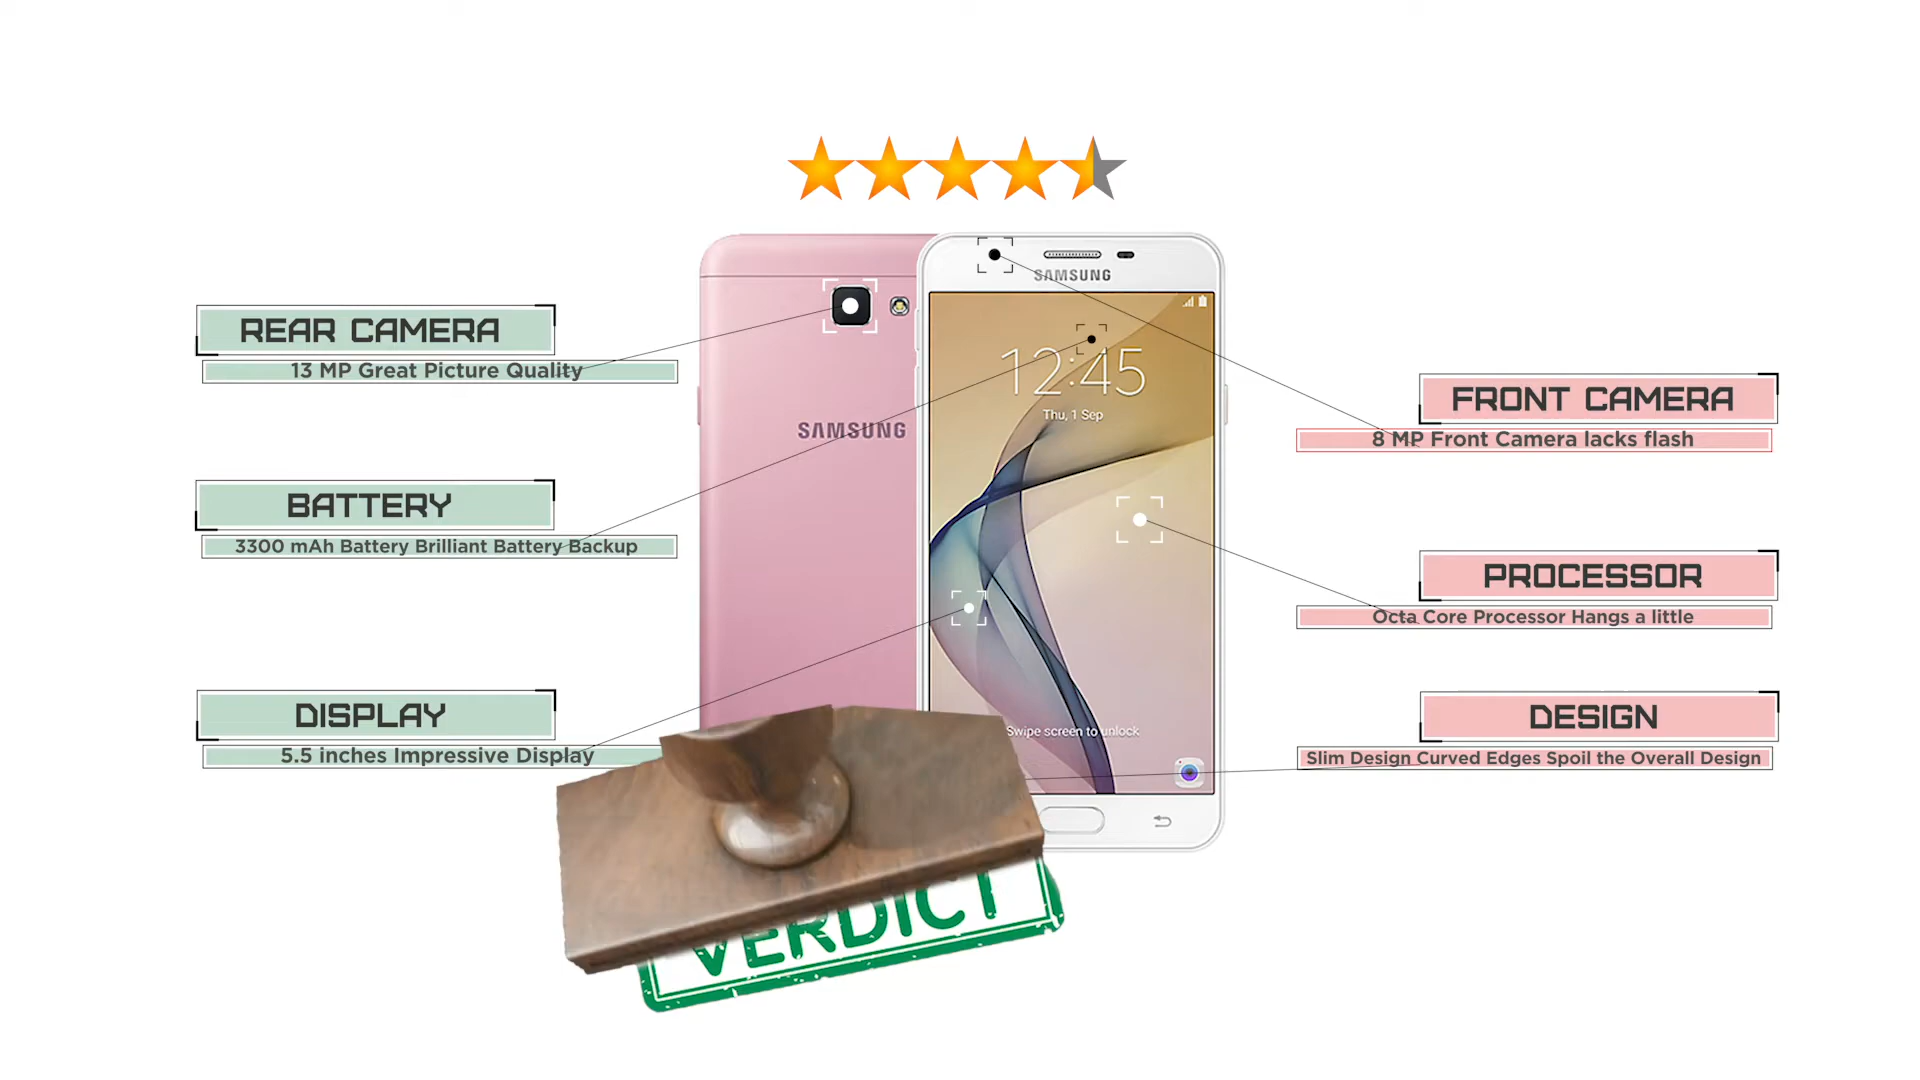 REAR CAMERA
13 MP Great Picture Quality
BATTERY
3300 mAh Battery Brilliant Battery Backup
DISPLAY
5.5 inches Impressive Display
SAMSUNG
SAMSUNG
12:45
Thu, 1 Sep
Swipe screen to unlock
FRONT CAMERA
8 MP Front Camera lacks flash
PROCESSOR
Octa Core Processor Hangs a little
DESIGN
Slim Design Curved Edges Spoil the Overall Design
VERDICT